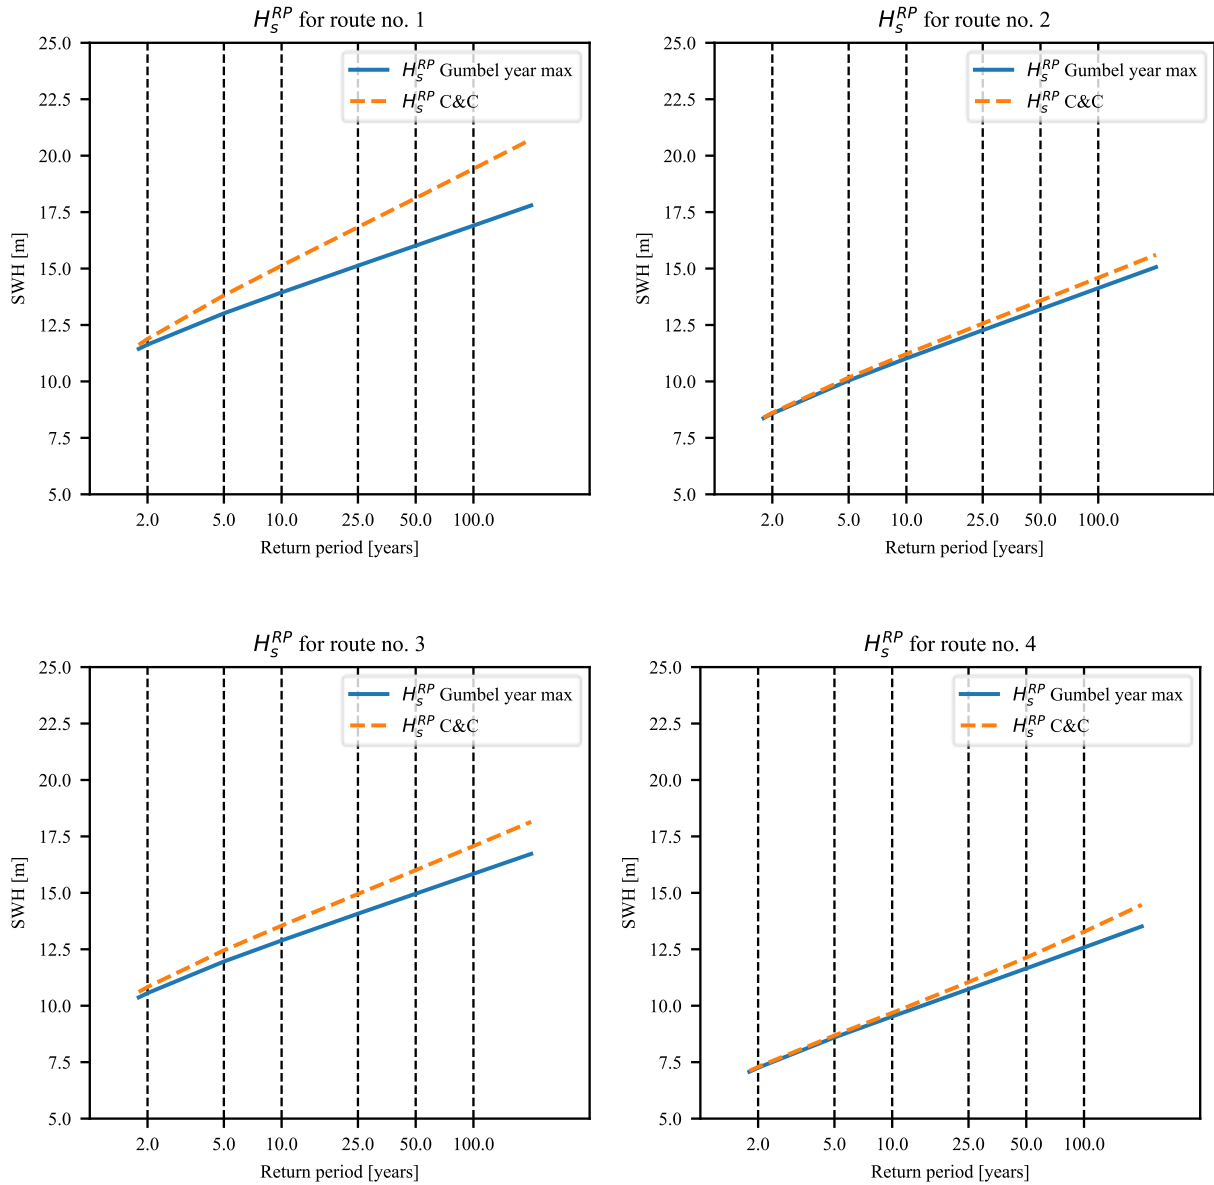 H_s^RP for route no. 1
25.0
22.5
20.0
17.5
15.0
12.5
10.0
7.5
5.0
SWH [m]
H_s^RP Gumbel year max
H_s^RP C&C
2.0 5.0 10.0 25.0 50.0 100.0
Return period [years]
H_s^RP for route no. 2
25.0
22.5
20.0
17.5
15.0
12.5
10.0
7.5
5.0
SWH [m]
H_s^RP Gumbel year max
H_s^RP C&C
2.0 5.0 10.0 25.0 50.0 100.0
Return period [years]
H_s^RP for route no. 3
25.0
22.5
20.0
17.5
15.0
12.5
10.0
7.5
5.0
SWH [m]
H_s^RP Gumbel year max
H_s^RP C&C
2.0 5.0 10.0 25.0 50.0 100.0
Return period [years]
H_s^RP for route no. 4
25.0
22.5
20.0
17.5
15.0
12.5
10.0
7.5
5.0
SWH [m]
H_s^RP Gumbel year max
H_s^RP C&C
2.0 5.0 10.0 25.0 50.0 100.0
Return period [years]